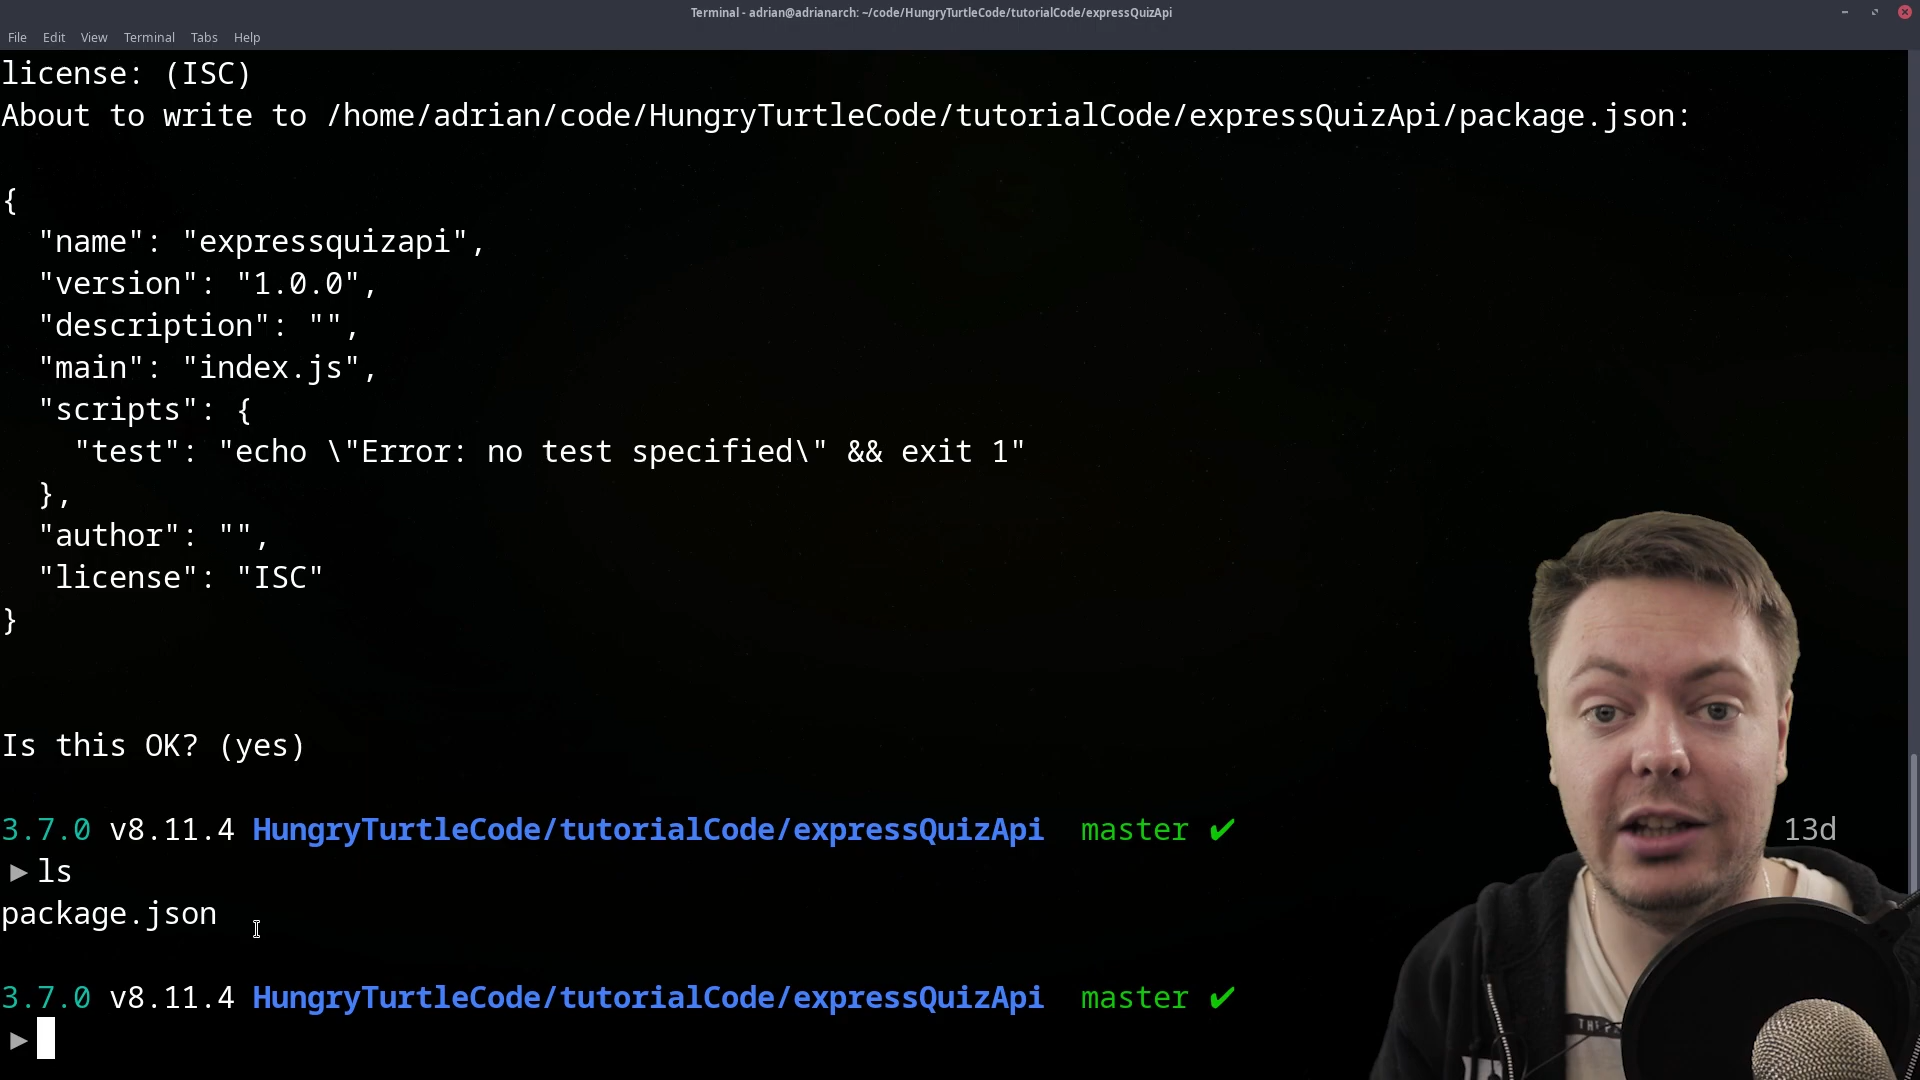 Terminal - adrian@adrianarch: ~/code/HungryTurtleCode/tutorialCode/expressQuizApi
File Edit View Terminal Tabs Help
license: (ISC)
About to write to /home/adrian/code/HungryTurtleCode/tutorialCode/expressQuizApi/package.json:
{
  "name": "expressquizapi",
  "version": "1.0.0",
  "description": "",
  "main": "index.js",
  "scripts": {
    "test": "echo \"Error: no test specified\" && exit 1"
  },
  "author": "",
  "license": "ISC"
}
Is this OK? (yes)
3.7.0 v8.11.4 HungryTurtleCode/tutorialCode/expressQuizApi master ✔ 13d
▶ ls
package.json
3.7.0 v8.11.4 HungryTurtleCode/tutorialCode/expressQuizApi master ✔
▶